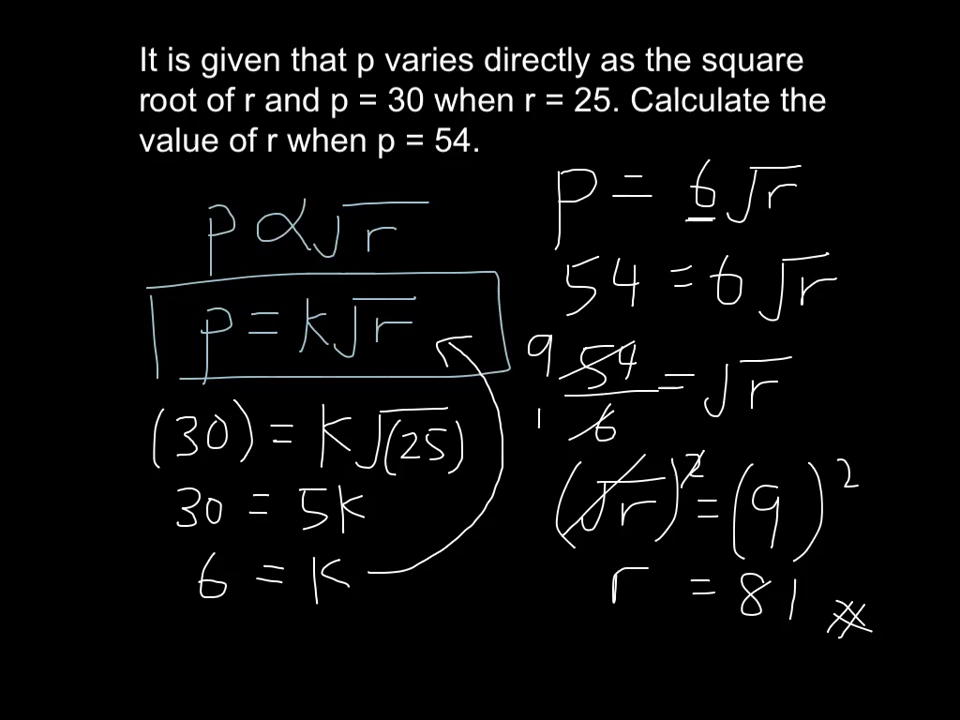 It is given that p varies directly as the square
root of r and p = 30 when r = 25. Calculate the
value of r when p = 54.
p ∝ √r
p = k√r
(30) = k√(25)
30 = 5k
6 = k
p = 6√r
54 = 6√r
9 54
1 6 = √r
(√r)² = (9)²
r = 81